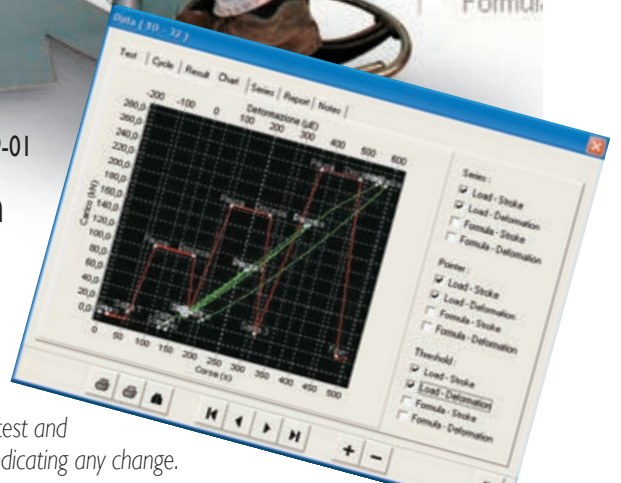 Formula
Data ( 10 - 32 )
Test Cycle Result Chart Series Report Notes
Deformazione (µE)
-200 -100 0 100 200 300 400 500 600
Carico (kN)
280,0
260,0
240,0
220,0
200,0
180,0
160,0
140,0
120,0
100,0
80,0
60,0
40,0
20,0
0,0
0 50 100 150 200 250 300 350 400 450 500
Corsa (s)
Series :
Load - Stroke
Load - Deformation
Formula - Stroke
Formula - Deformation
Pointer :
Load - Stroke
Load - Deformation
Formula - Stroke
Formula - Deformation
Threshold :
Load - Stroke
Load - Deformation
Formula - Stroke
Formula - Deformation
-01
test and
dicating any change.